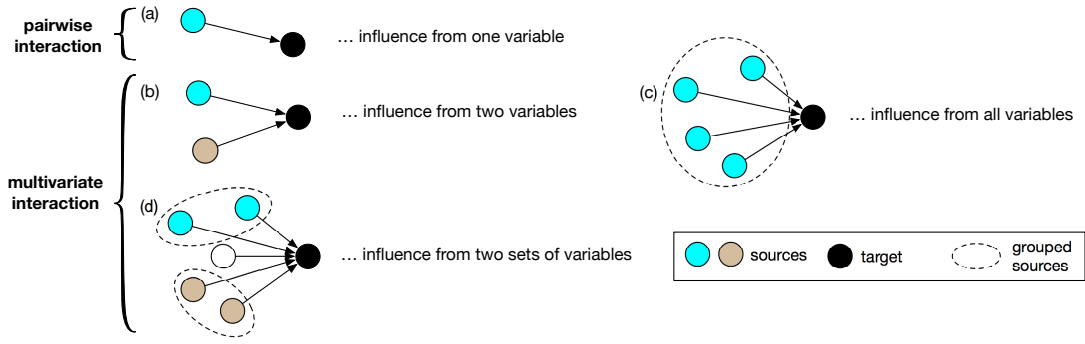 pairwise
interaction
(a)
... influence from one variable
multivariate
interaction
(b)
... influence from two variables
(c)
... influence from all variables
(d)
... influence from two sets of variables
sources
target
grouped
sources